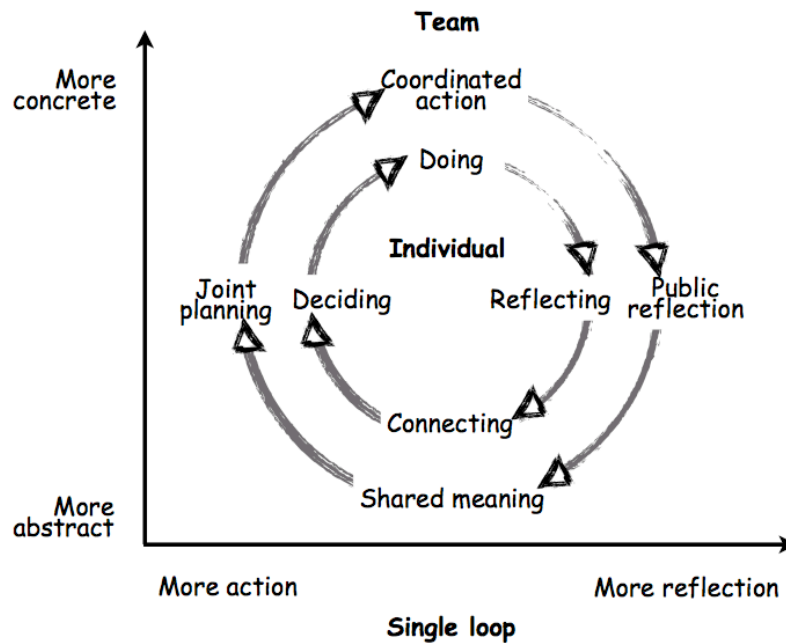 Team
More
concrete
Coordinated
action
Doing
Individual
Joint
planning
Deciding
Reflecting
Public
reflection
Connecting
Shared meaning
More
abstract
More action
More reflection
Single loop